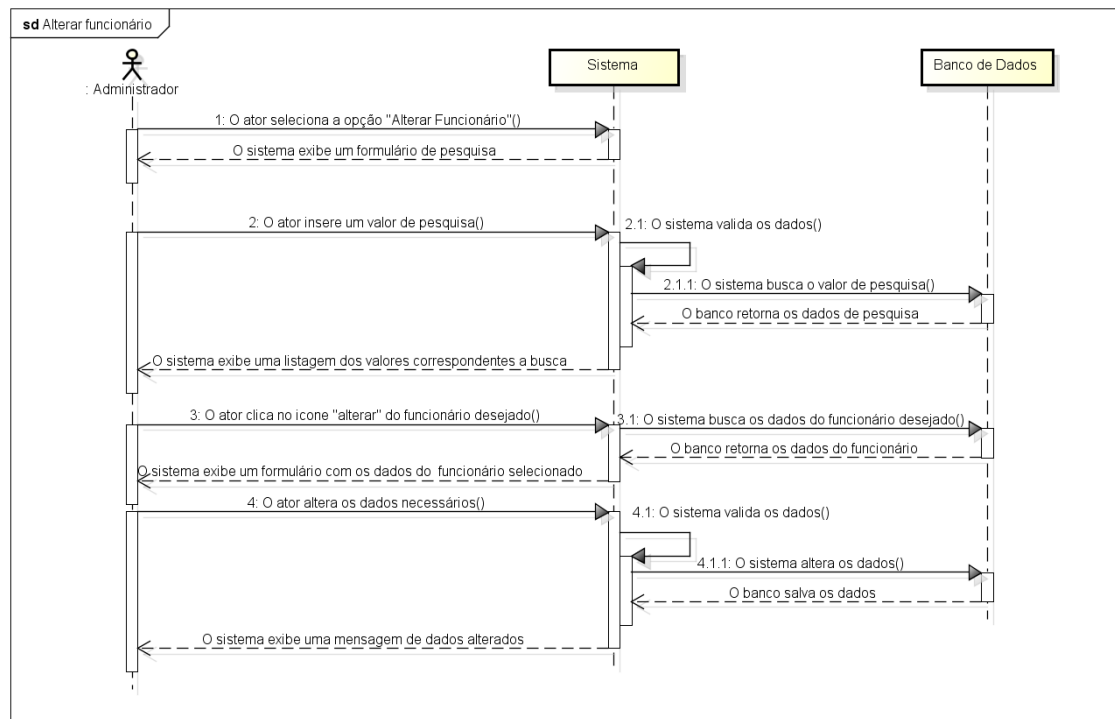 sd Alterar funcionário
: Administrador
Sistema
Banco de Dados
1: O ator seleciona a opção "Alterar Funcionário"()
O sistema exibe um formulário de pesquisa
2: O ator insere um valor de pesquisa()
2.1: O sistema valida os dados()
2.1.1: O sistema busca o valor de pesquisa()
O banco retorna os dados de pesquisa
O sistema exibe uma listagem dos valores correspondentes a busca
3: O ator clica no icone "alterar" do funcionário desejado()
3.1: O sistema busca os dados do funcionário desejado()
O banco retorna os dados do funcionário
O sistema exibe um formulário com os dados do funcionário selecionado
4: O ator altera os dados necessários()
4.1: O sistema valida os dados()
4.1.1: O sistema altera os dados()
O banco salva os dados
O sistema exibe uma mensagem de dados alterados